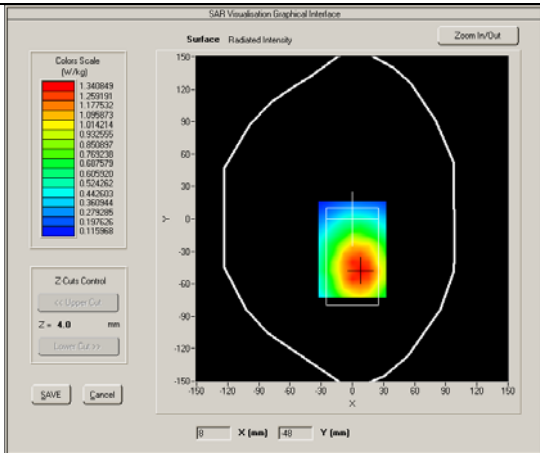 SAR Visualisation Graphical Interface
Surface Radiated Intensity
Zoom In/Out
Colors Scale
(W/kg)
1.340849
1.259191
1.177532
1.095873
1.014214
0.932555
0.850897
0.769238
0.687579
0.605920
0.524262
0.442603
0.360944
0.279285
0.197626
0.115968
Z-Cuts Control
<< Upper Cut
Z = 4.0 mm
Lower Cut >>
SAVE Cancel
150
120
90
60
30
0
-30
-60
-90
-120
-150
Y
-150 -120 -90 -60 -30 0 30 60 90 120 150
X
8 X (mm) -48 Y (mm)